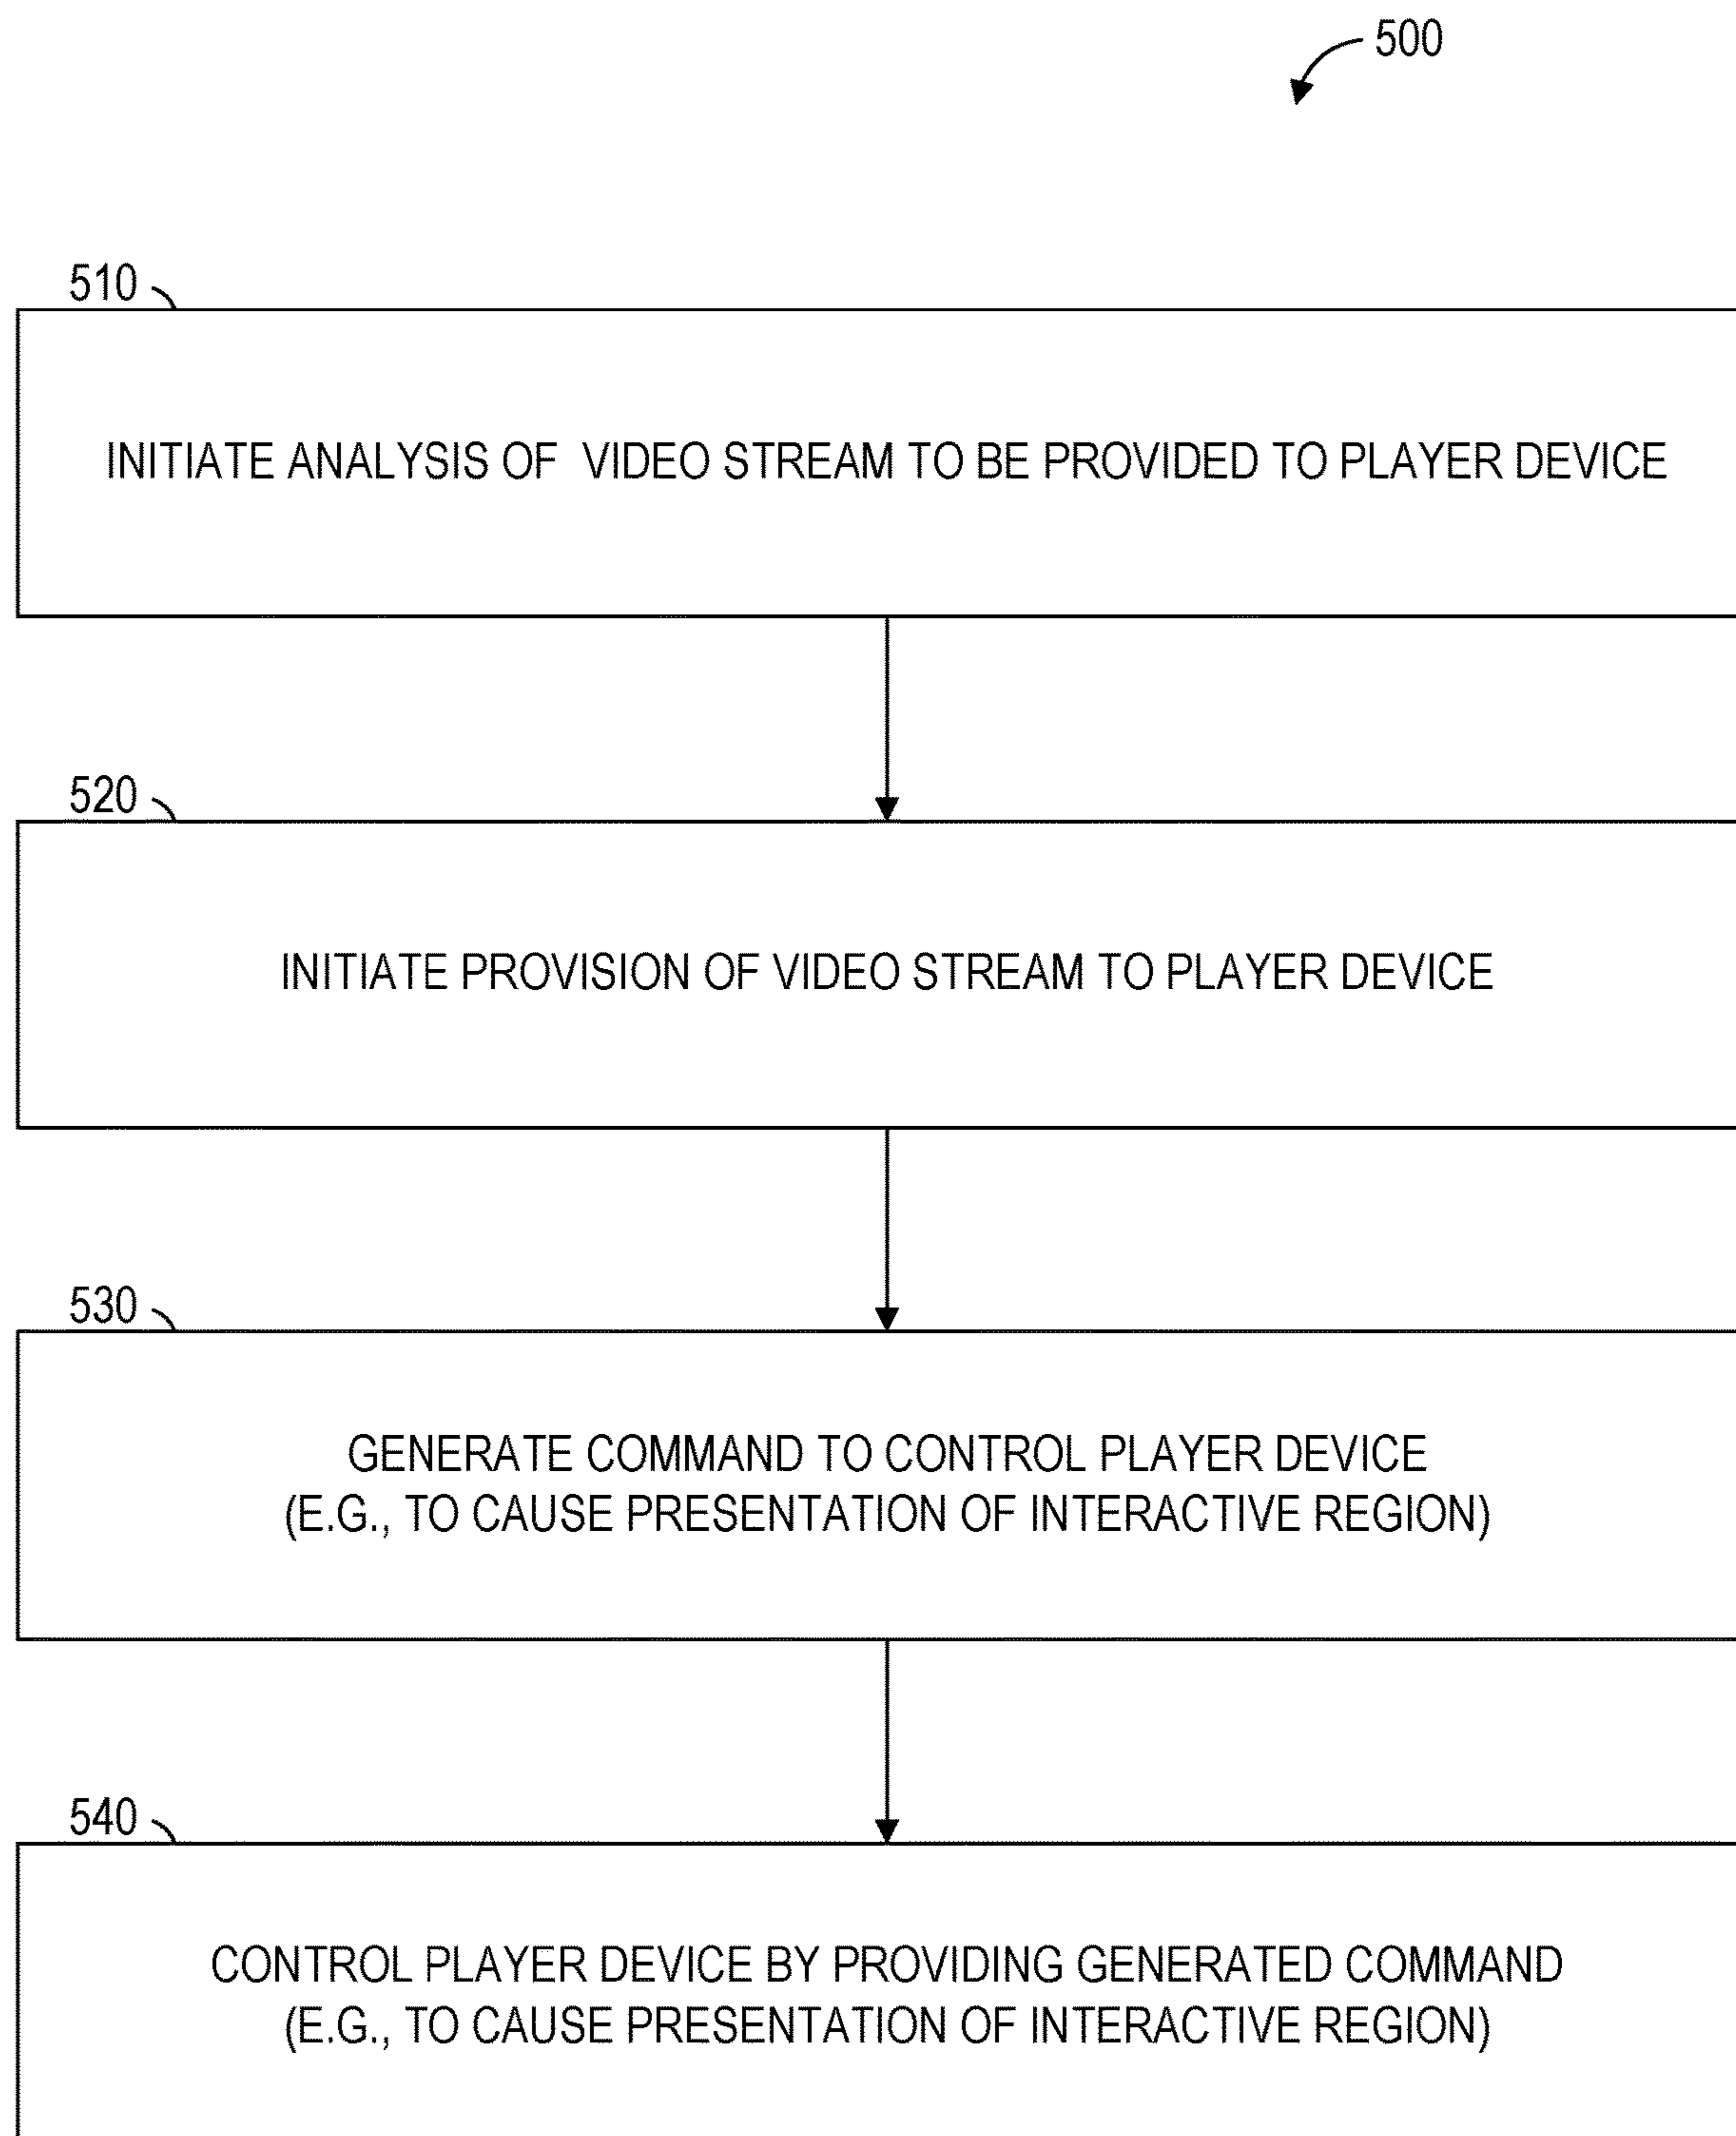 500
510
INITIATE ANALYSIS OF VIDEO STREAM TO BE PROVIDED TO PLAYER DEVICE
520
INITIATE PROVISION OF VIDEO STREAM TO PLAYER DEVICE
530
GENERATE COMMAND TO CONTROL PLAYER DEVICE
(E.G., TO CAUSE PRESENTATION OF INTERACTIVE REGION)
540
CONTROL PLAYER DEVICE BY PROVIDING GENERATED COMMAND
(E.G., TO CAUSE PRESENTATION OF INTERACTIVE REGION)